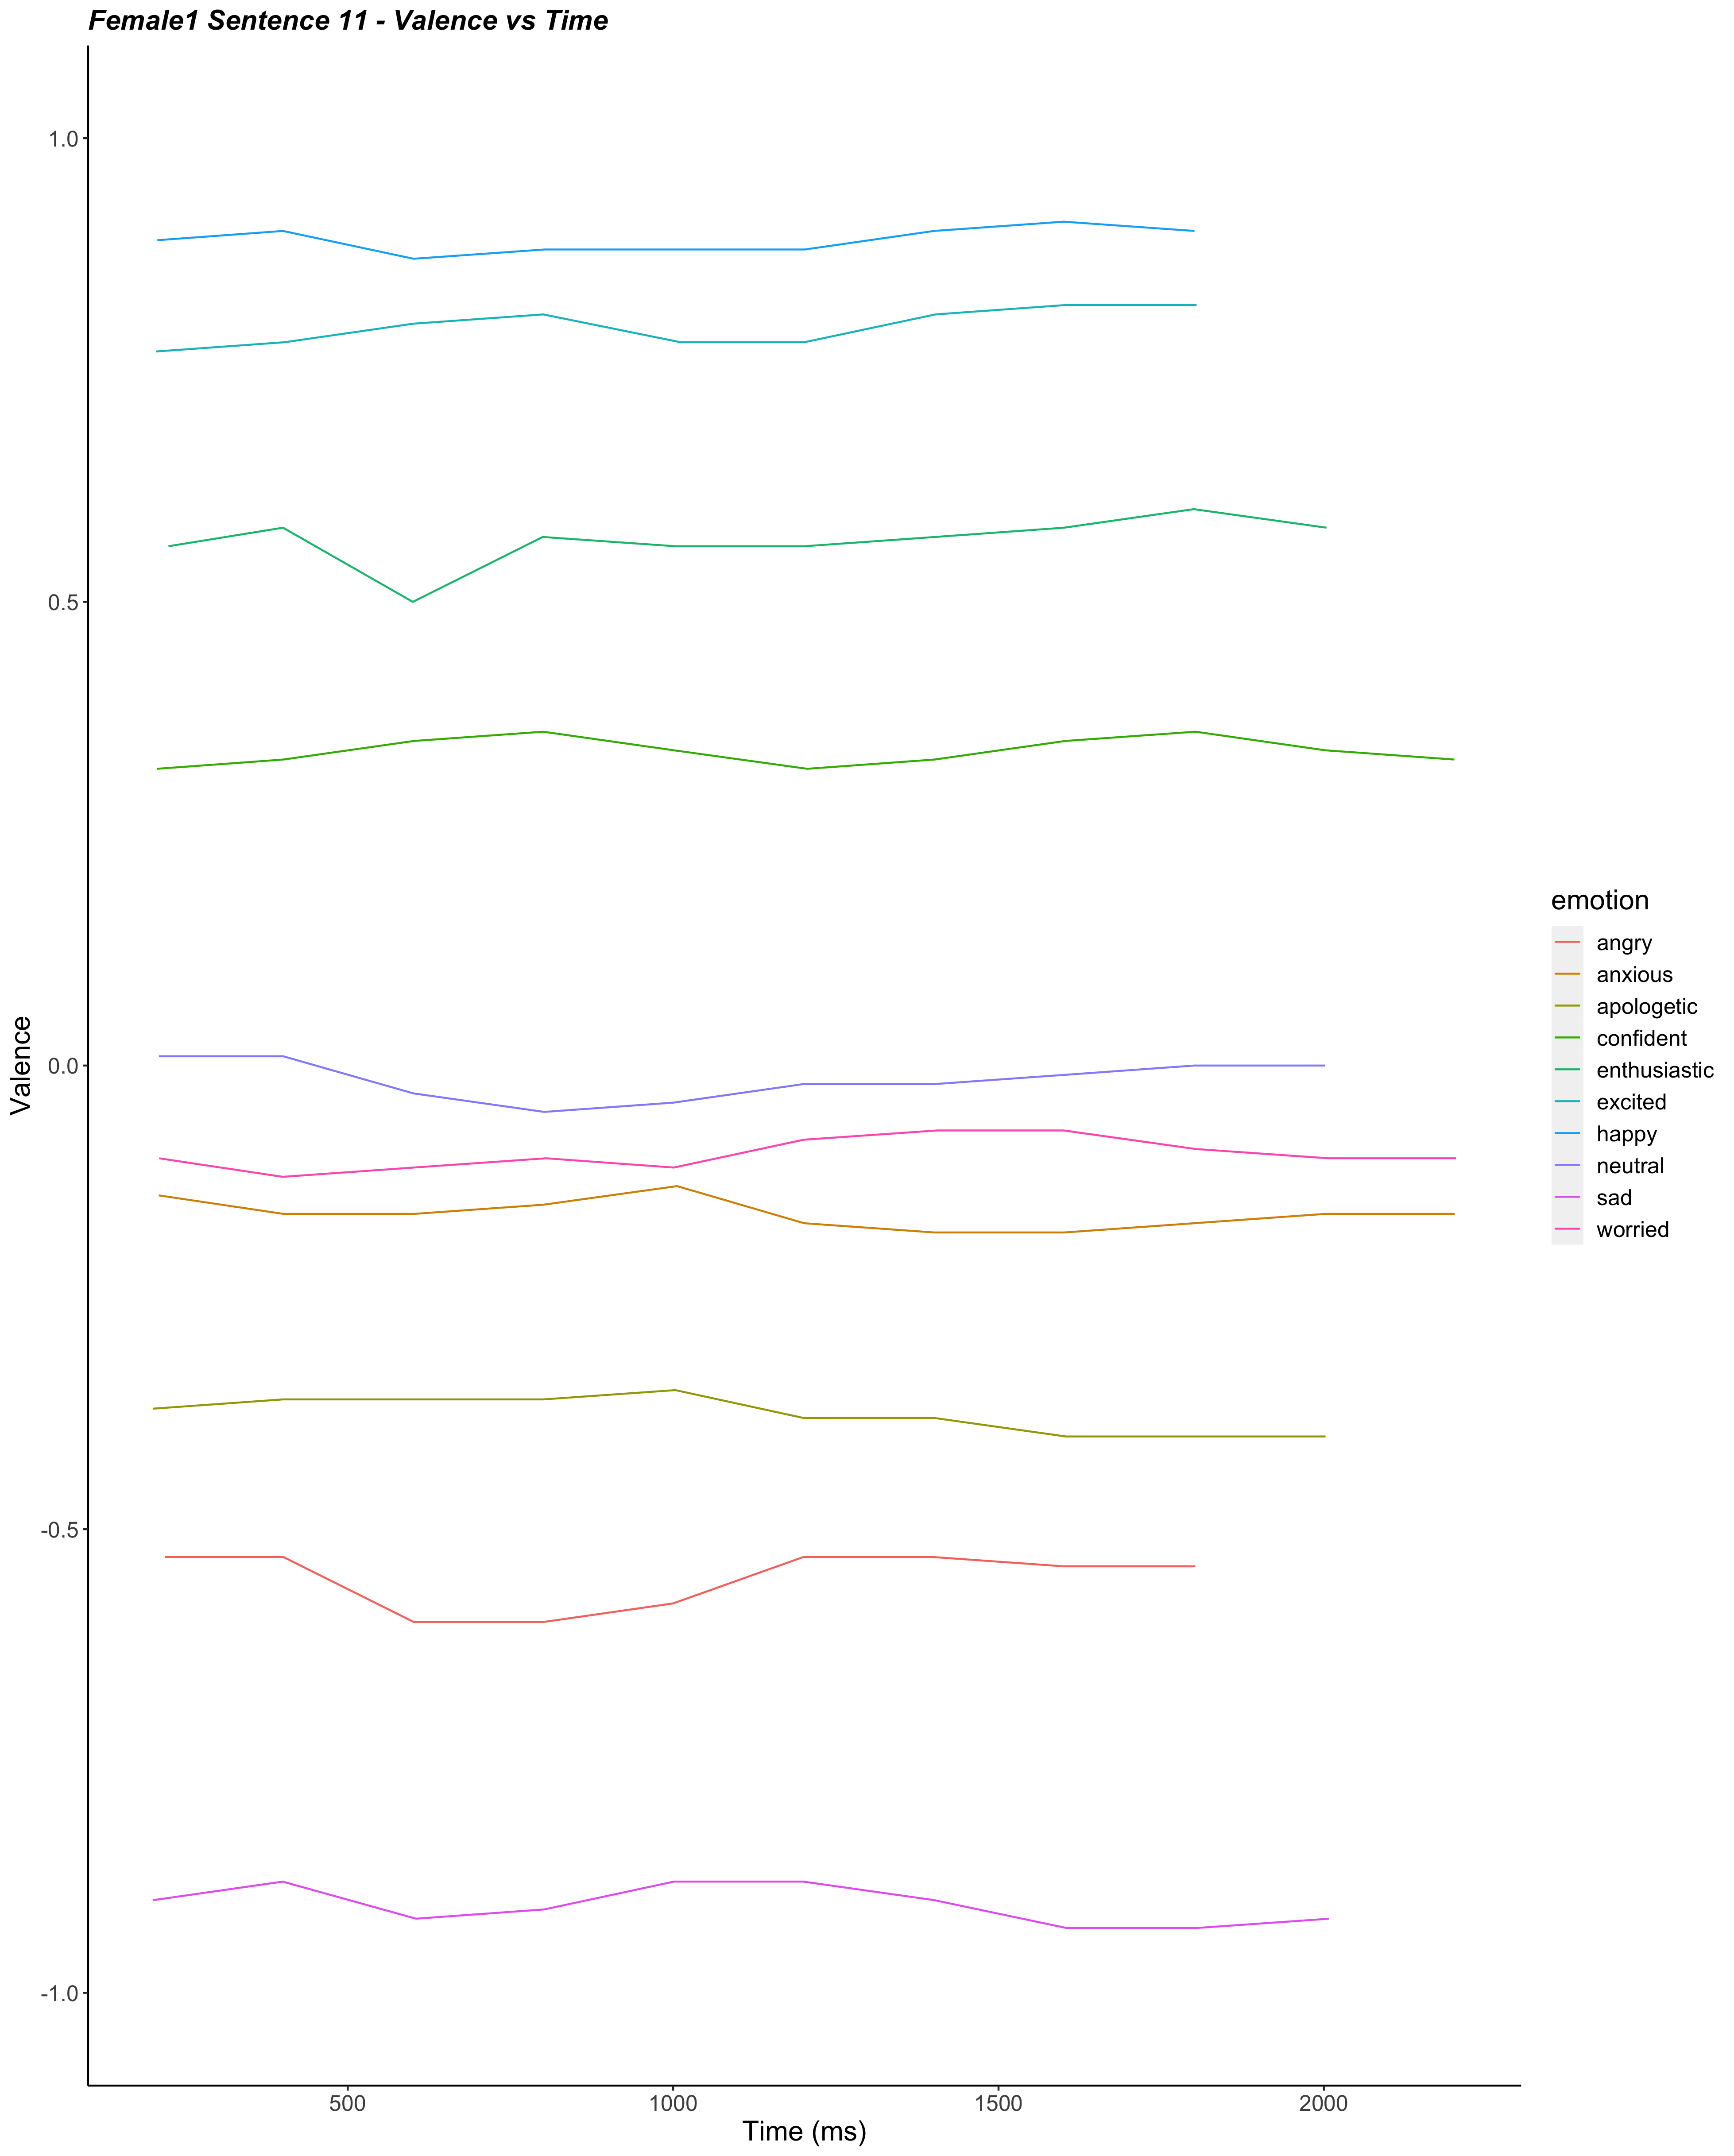 Female1 Sentence 11 - Valence vs Time
1.0
0.5
0.0
-0.5
-1.0
Valence
500
1000
1500
2000
Time (ms)
emotion
angry
anxious
apologetic
confident
enthusiastic
excited
happy
neutral
sad
worried